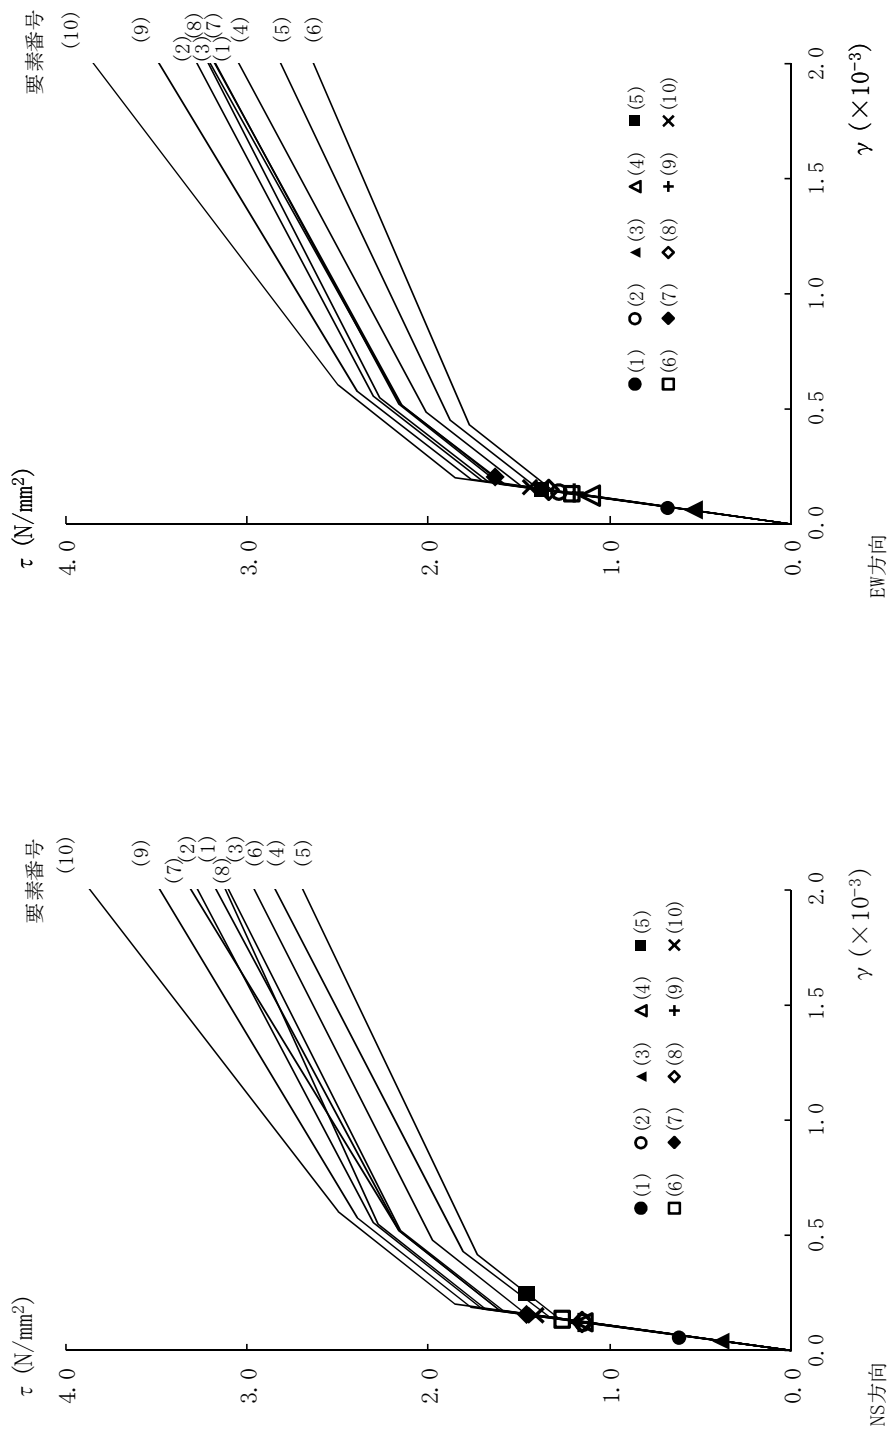 τ (N/mm²)
要素番号
4.0
3.0
2.0
1.0
0.0
(10)
(9)
(7)
(2)
(1)
(8)
(3)
(6)
(4)
(5)
(1) (2) (3) (4) (5)
(6) (7) (8) (9) (10)
0.0 0.5 1.0 1.5 2.0
γ (×10⁻³)
NS方向
τ (N/mm²)
要素番号
4.0
3.0
2.0
1.0
0.0
(10)
(9)
(2)
(8)
(3)
(7)
(1)
(4)
(5)
(6)
(1) (2) (3) (4) (5)
(6) (7) (8) (9) (10)
0.0 0.5 1.0 1.5 2.0
γ (×10⁻³)
EW方向